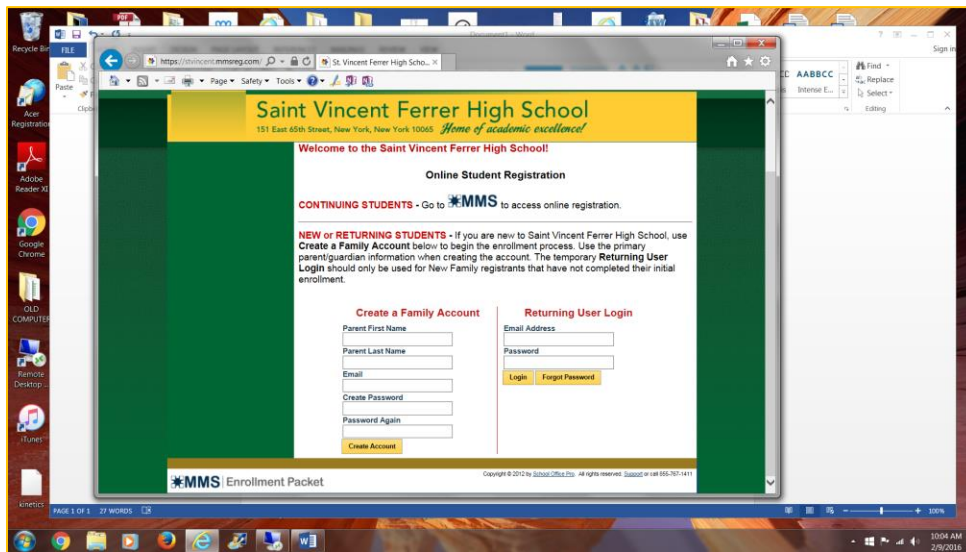 Recycle Bin
Acer
Registration
Adobe
Reader XI
Google
Chrome
OLD
COMPUTER
Remote
Desktop ...
iTunes
kinetics
PDF
FILE
Paste
Document1 - Word
Sign in
AABBCC
Intense E...
Find
Replace
Select
Editing
https://stvincent.mmsreg.com/
St. Vincent Ferrer High Scho...
Page
Safety
Tools
Saint Vincent Ferrer High School
151 East 65th Street, New York, New York 10065 Home of academic excellence!
Welcome to the Saint Vincent Ferrer High School!
Online Student Registration
CONTINUING STUDENTS - Go to MMS to access online registration.
NEW or RETURNING STUDENTS - If you are new to Saint Vincent Ferrer High School, use
Create a Family Account below to begin the enrollment process. Use the primary
parent/guardian information when creating the account. The temporary Returning User
Login should only be used for New Family registrants that have not completed their initial
enrollment.
Create a Family Account
Parent First Name
Parent Last Name
Email
Create Password
Password Again
Create Account
Returning User Login
Email Address
Password
Login Forgot Password
MMS | Enrollment Packet
Copyright © 2012 by School Office Pro. All rights reserved. Support or call 855-787-1411
PAGE 1 OF 1 27 WORDS
100%
10:04 AM
2/9/2016